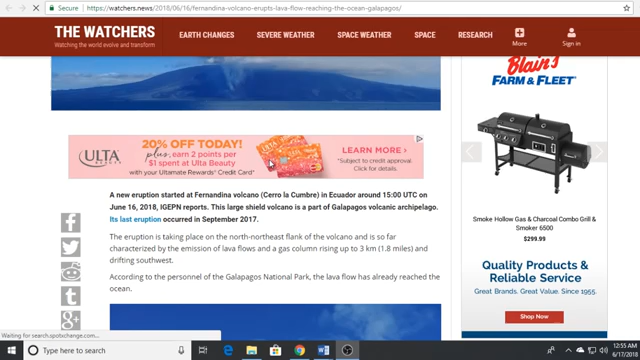 Secure
https://watchers.news/2018/06/16/fernandina-volcano-erupts-lava-flow-reaching-the-ocean-galapagos/
THE WATCHERS
Watching the world evolve and transform
EARTH CHANGES
SEVERE WEATHER
SPACE WEATHER
SPACE
RESEARCH
More
Sign in
Blain's
FARM & FLEET
ULTA
BEAUTY
20% OFF TODAY!
plus, earn 2 points per
$1 spent at Ulta Beauty
with your Ultamate Rewards Credit Card*
LEARN MORE ›
*Subject to credit approval.
Click for details.
A new eruption started at Fernandina volcano (Cerro la Cumbre) in Ecuador around 15:00 UTC on
June 16, 2018, IGEPN reports. This large shield volcano is a part of Galapagos volcanic archipelago.
Its last eruption occurred in September 2017.
The eruption is taking place on the north-northeast flank of the volcano and is so far
characterized by the emission of lava flows and a gas column rising up to 3 km (1.8 miles) and
drifting southwest.
According to the personnel of the Galapagos National Park, the lava flow has already reached the
ocean.
Smoke Hollow Gas & Charcoal Combo Grill &
Smoker 6500
$299.99
Quality Products &
Reliable Service
Great Brands. Great Value. Since 1955.
Shop Now
Waiting for search.spotxchange.com...
Type here to search
12:55 AM
6/17/2018